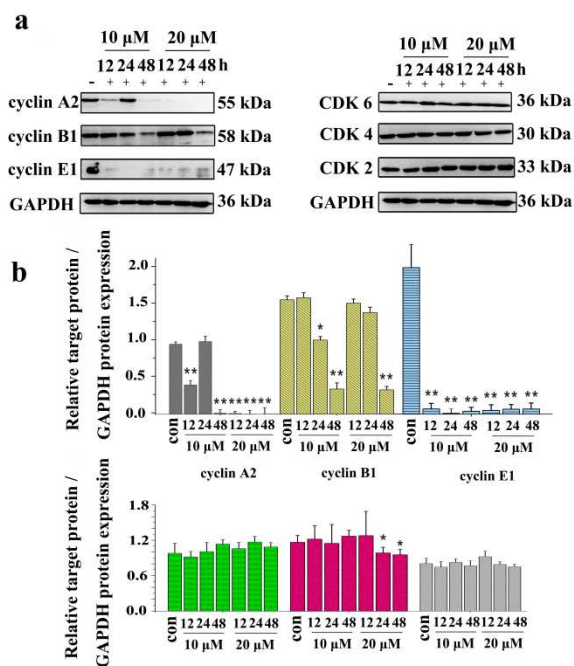 a
10 µM 20 µM
12 24 48 12 24 48 h
- + + + + + +
cyclin A2 55 kDa
cyclin B1 58 kDa
cyclin E1 47 kDa
GAPDH 36 kDa
10 µM 20 µM
12 24 48 12 24 48 h
- + + + + + +
CDK 6 36 kDa
CDK 4 30 kDa
CDK 2 33 kDa
GAPDH 36 kDa
b
Relative target protein /
GAPDH protein expression
2.0
1.5
1.0
0.5
0.0
** ** ** ** ** * ** ** ** ** ** ** ** **
con 12 24 48 12 24 48 con 12 24 48 12 24 48 con 12 24 48 12 24 48
10 µM 20 µM 10 µM 20 µM 10 µM 20 µM
cyclin A2 cyclin B1 cyclin E1
Relative target protein /
GAPDH protein expression
1.8
1.2
0.6
0.0
* *
con 12 24 48 12 24 48 con 12 24 48 12 24 48 con 12 24 48 12 24 48
10 µM 20 µM 10 µM 20 µM 10 µM 20 µM